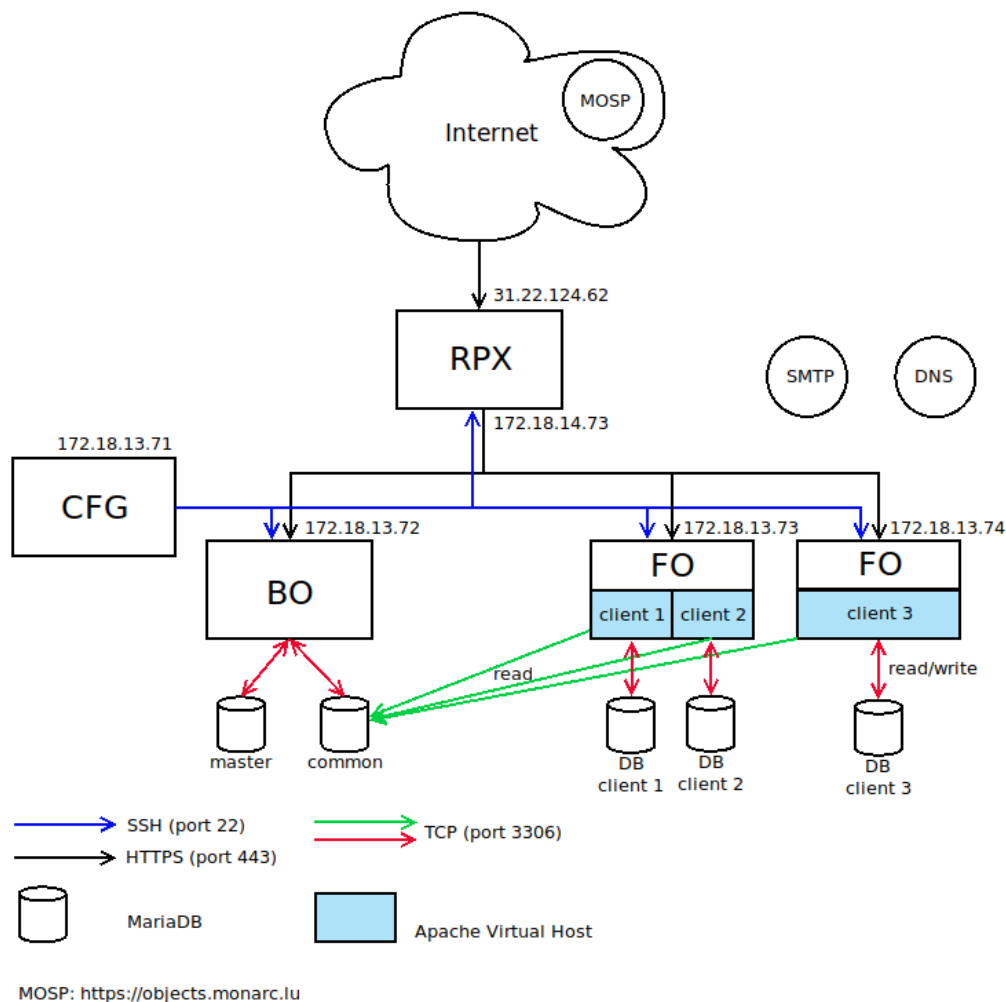 MOSP
Internet
31.22.124.62
RPX
SMTP
DNS
172.18.14.73
172.18.13.71
CFG
172.18.13.72
172.18.13.73
172.18.13.74
BO
FO
FO
client 1
client 2
client 3
read
read/write
master
common
DB
client 1
DB
client 2
DB
client 3
SSH (port 22)
TCP (port 3306)
HTTPS (port 443)
MariaDB
Apache Virtual Host
MOSP: https://objects.monarc.lu